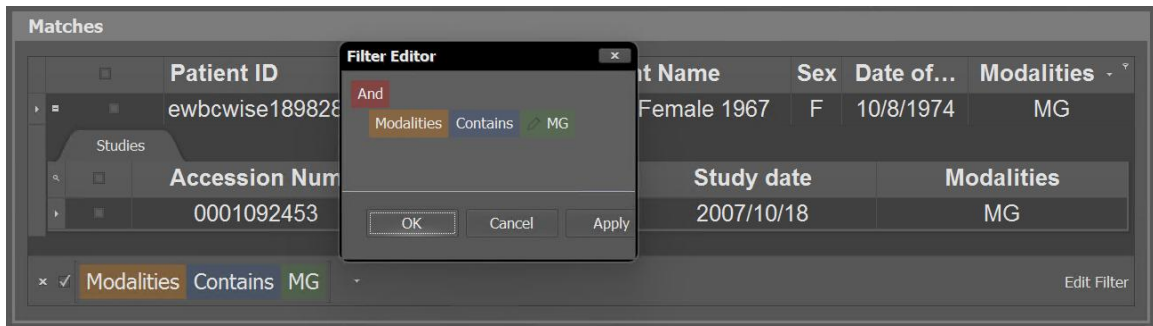 Matches
Filter Editor
Patient ID nt Name Sex Date of... Modalities
And
ewbcwise189828 Female 1967 F 10/8/1974 MG
Modalities Contains MG
Studies
Accession Num Study date Modalities
0001092453 2007/10/18 MG
OK Cancel Apply
Modalities Contains MG Edit Filter